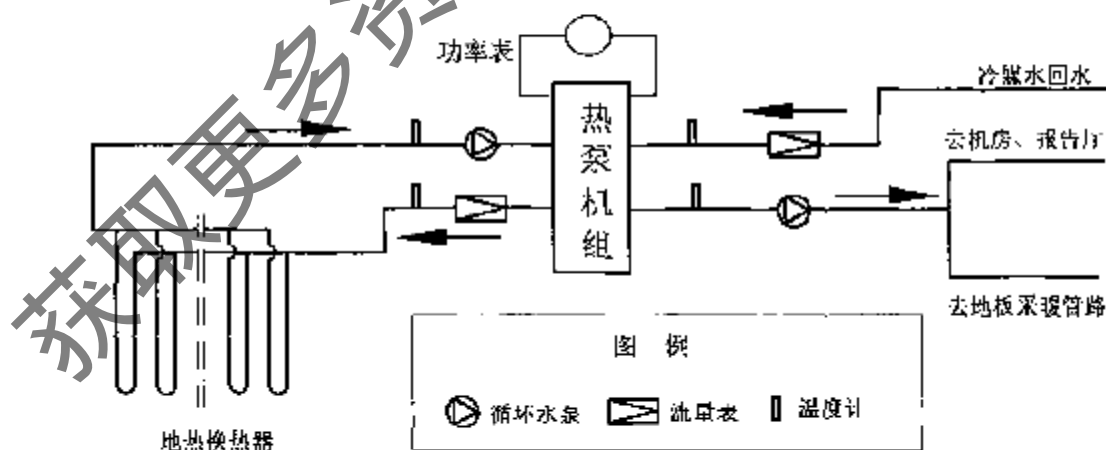 功率表
热泵机组
冷媒水回水
去机房、报告厅
去地板采暖管路
地热换热器
图 例
循环水泵
流量表
温度计
获取更多资